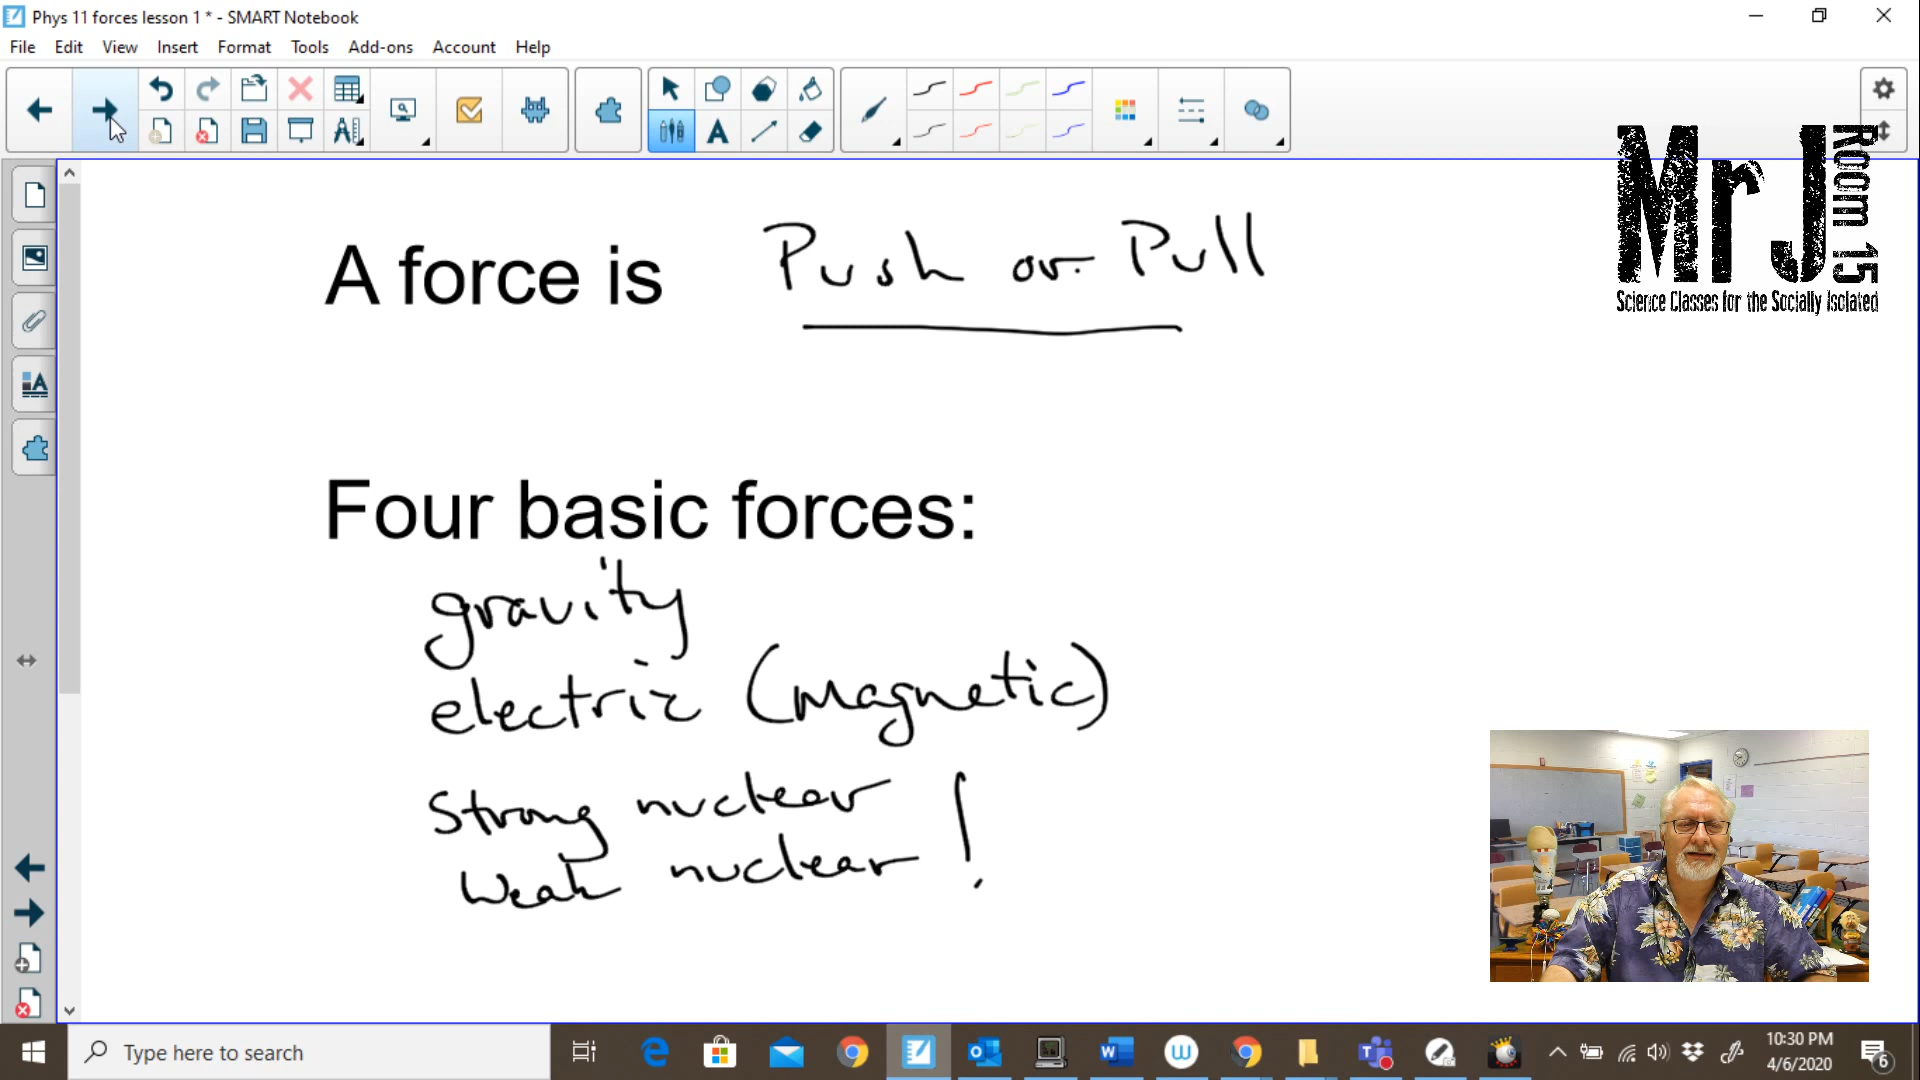 Phys 11 forces lesson 1 * - SMART Notebook
File Edit View Insert Format Tools Add-ons Account Help
MrJ Room 15
Science Classes for the Socially Isolated
A force is Push or Pull
Four basic forces:
gravity
electric (magnetic)
Strong nuclear
Weak nuclear !
Type here to search
10:30 PM
4/6/2020
6